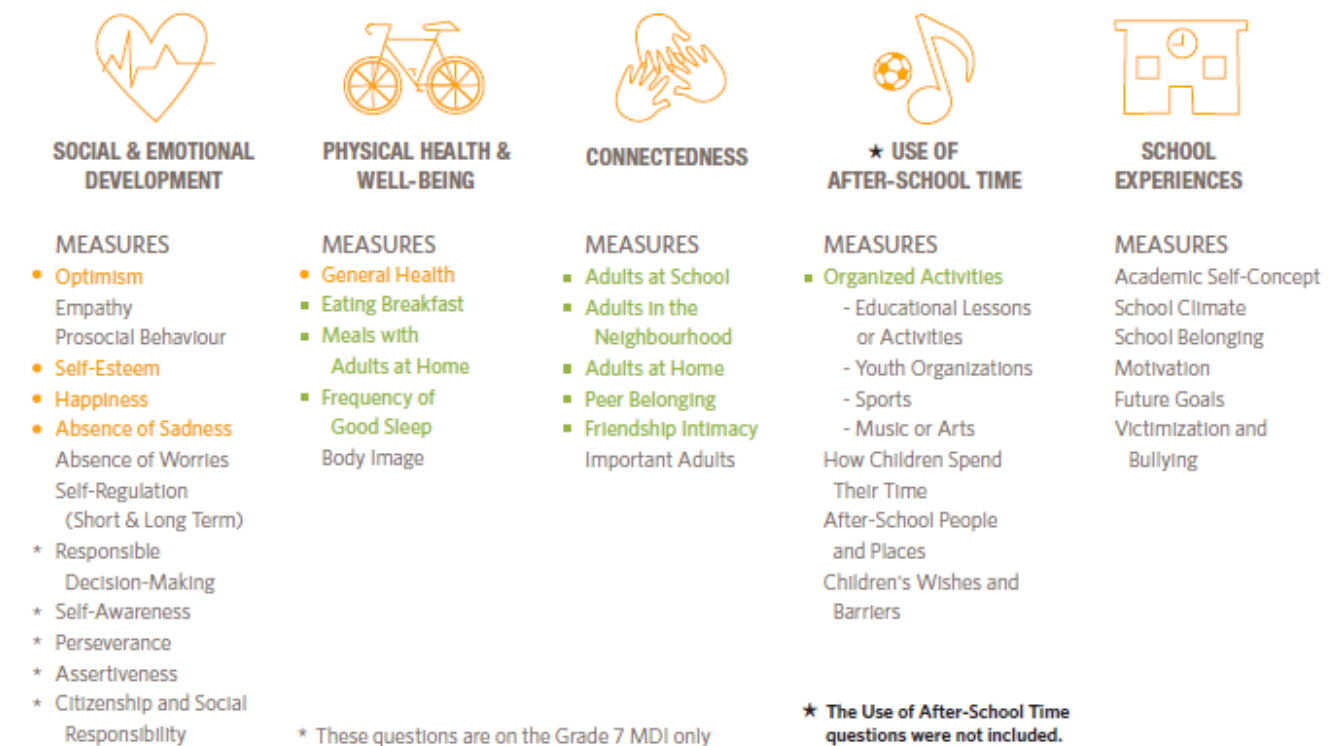 SOCIAL & EMOTIONAL
DEVELOPMENT
MEASURES
• Optimism
Empathy
Prosocial Behaviour
• Self-Esteem
• Happiness
• Absence of Sadness
Absence of Worries
Self-Regulation
(Short & Long Term)
* Responsible
Decision-Making
* Self-Awareness
* Perseverance
* Assertiveness
* Citizenship and Social
Responsibility
PHYSICAL HEALTH &
WELL-BEING
MEASURES
• General Health
▪ Eating Breakfast
▪ Meals with
Adults at Home
▪ Frequency of
Good Sleep
Body Image
* These questions are on the Grade 7 MDI only
CONNECTEDNESS
MEASURES
▪ Adults at School
▪ Adults in the
Neighbourhood
▪ Adults at Home
▪ Peer Belonging
▪ Friendship Intimacy
Important Adults
★ USE OF
AFTER-SCHOOL TIME
MEASURES
▪ Organized Activities
- Educational Lessons
or Activities
- Youth Organizations
- Sports
- Music or Arts
How Children Spend
Their Time
After-School People
and Places
Children's Wishes and
Barriers
★ The Use of After-School Time
questions were not included.
SCHOOL
EXPERIENCES
MEASURES
Academic Self-Concept
School Climate
School Belonging
Motivation
Future Goals
Victimization and
Bullying